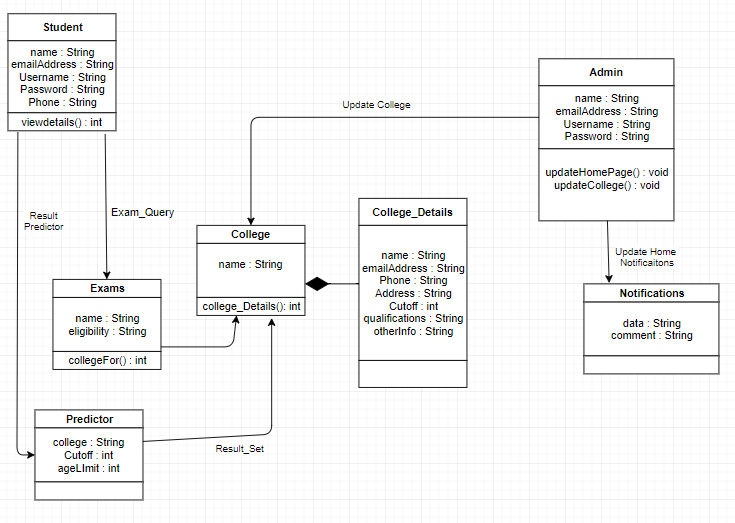 Student
name : String
emailAddress : String
Username : String
Password : String
Phone : String
viewdetails() : int
Admin
name : String
emailAddress : String
Username : String
Password : String
updateHomePage() : void
updateCollege() : void
Update College
Result
Predictor
Exam_Query
College
name : String
college_Details(): int
College_Details
name : String
emailAddress : String
Phone : String
Address : String
Cutoff : int
qualifications : String
otherInfo : String
Update Home
Notificaitons
Notifications
data : String
comment : String
Exams
name : String
eligibility : String
collegeFor() : int
Predictor
college : String
Cutoff : int
ageLImit : int
Result_Set